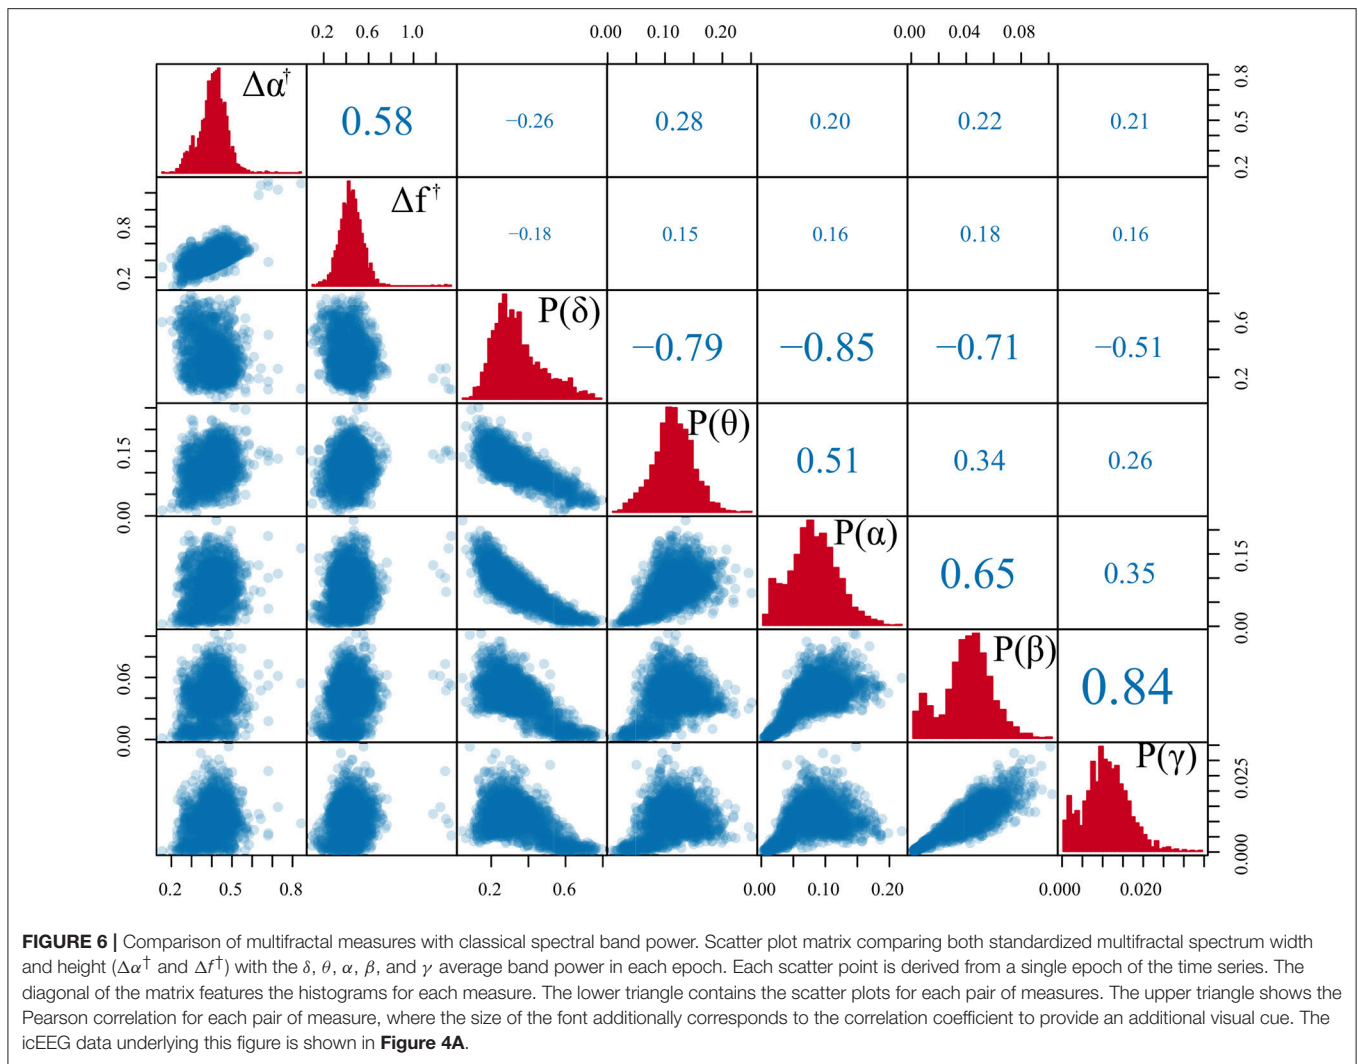 0.2 0.6 1.0 0.00 0.10 0.20 0.00 0.04 0.08
Δα† 0.58 −0.26 0.28 0.20 0.22 0.21
0.2 0.5 0.8
Δf† −0.18 0.15 0.16 0.18 0.16
0.2 0.8
P(δ) −0.79 −0.85 −0.71 −0.51
0.2 0.6
P(θ) 0.51 0.34 0.26
0.00 0.15
P(α) 0.65 0.35
0.00 0.15
P(β) 0.84
0.00 0.06
P(γ)
0.000 0.025
0.2 0.5 0.8 0.2 0.6 0.00 0.10 0.20 0.000 0.020
FIGURE 6 | Comparison of multifractal measures with classical spectral band power. Scatter plot matrix comparing both standardized multifractal spectrum width
and height (Δα† and Δf†) with the δ, θ, α, β, and γ average band power in each epoch. Each scatter point is derived from a single epoch of the time series. The
diagonal of the matrix features the histograms for each measure. The lower triangle contains the scatter plots for each pair of measures. The upper triangle shows the
Pearson correlation for each pair of measure, where the size of the font additionally corresponds to the correlation coefficient to provide an additional visual cue. The
icEEG data underlying this figure is shown in Figure 4A.